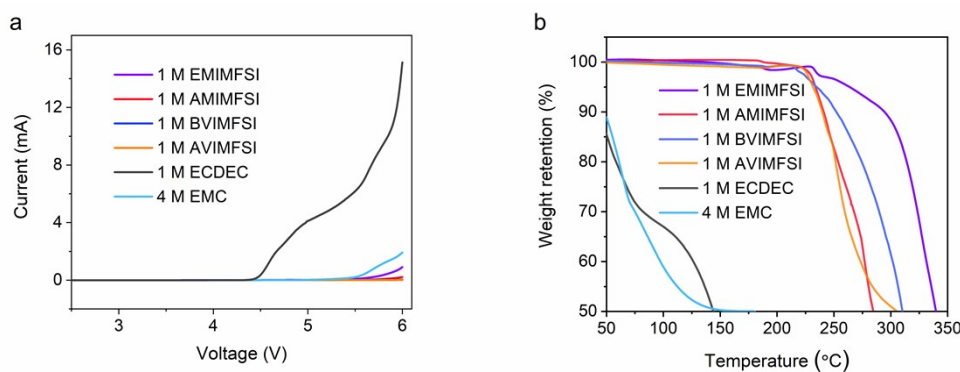 a
16
12
8
4
0
Current (mA)
1 M EMIMFSI
1 M AMIMFSI
1 M BVIMFSI
1 M AVIMFSI
1 M ECDEC
4 M EMC
3
4
5
6
Voltage (V)
b
100
90
80
70
60
50
Weight retention (%)
1 M EMIMFSI
1 M AMIMFSI
1 M BVIMFSI
1 M AVIMFSI
1 M ECDEC
4 M EMC
50
100
150
200
250
300
350
Temperature (°C)